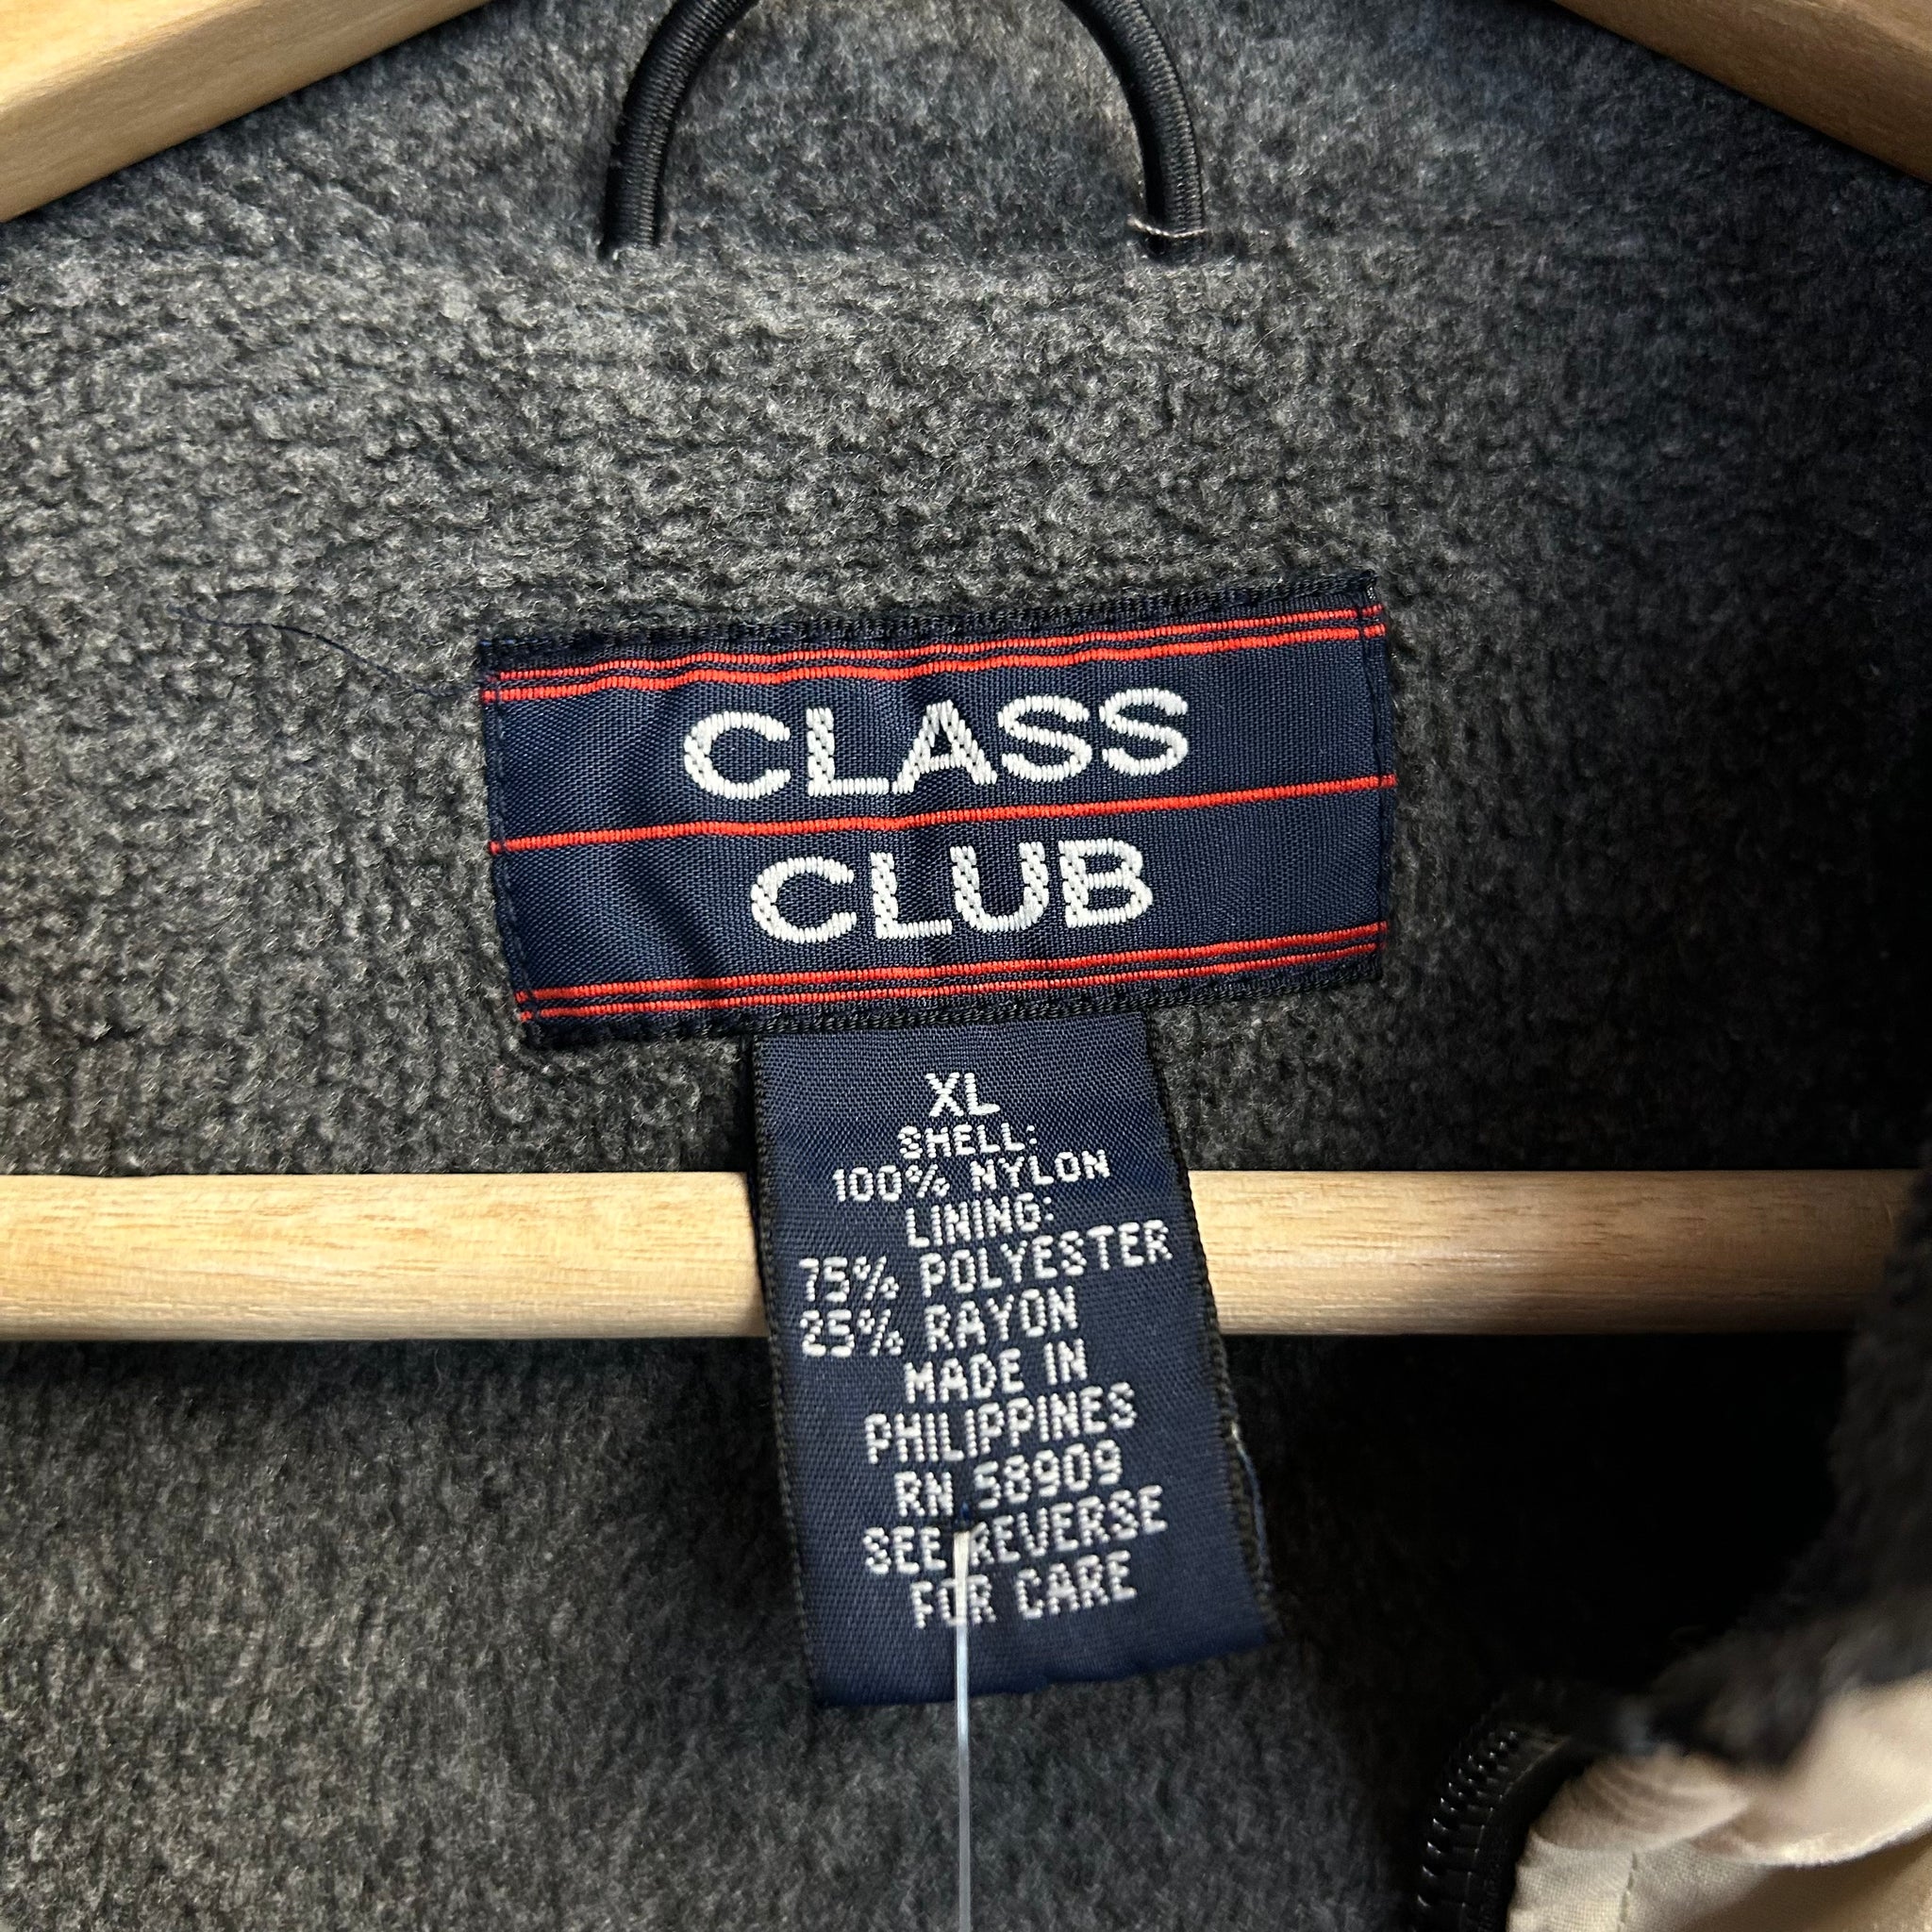 CLASS
CLUB
XL
SHELL:
100% NYLON
LINING:
75% POLYESTER
25% RAYON
MADE IN
PHILIPPINES
RN 58909
SEE REVERSE
FOR CARE